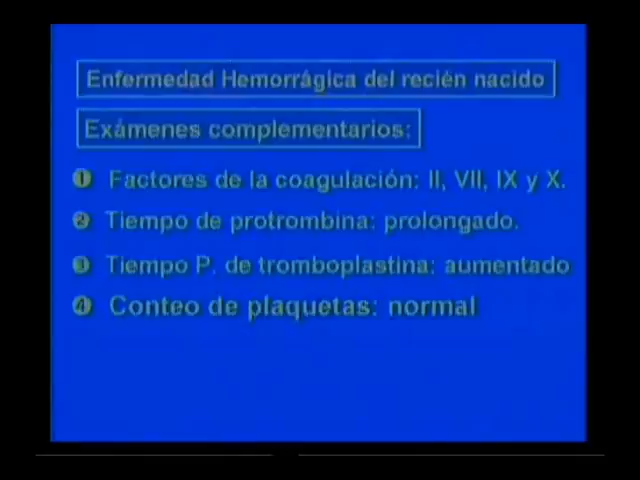 Enfermedad Hemorrágica del recién nacido
Exámenes complementarios:
❶ Factores de la coagulación: II, VII, IX y X.
❷ Tiempo de protrombina: prolongado.
❸ Tiempo P. de tromboplastina: aumentado
❹ Conteo de plaquetas: normal